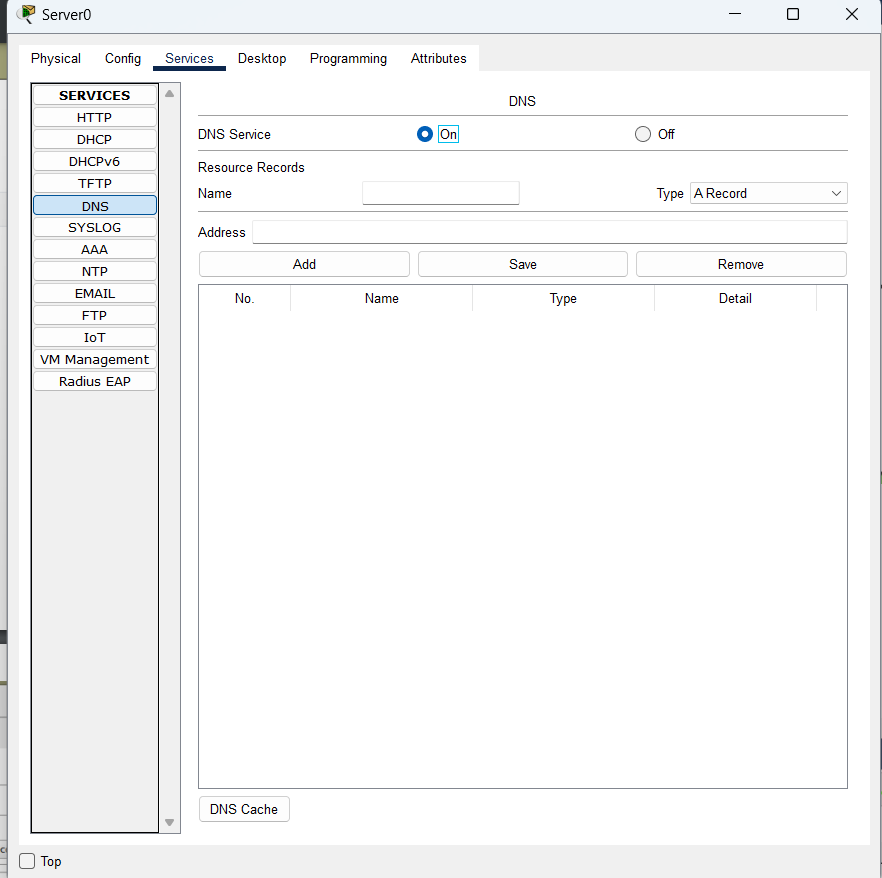 Server0
Physical Config Services Desktop Programming Attributes
SERVICES
HTTP
DHCP
DHCPv6
TFTP
DNS
SYSLOG
AAA
NTP
EMAIL
FTP
IoT
VM Management
Radius EAP
DNS
DNS Service On Off
Resource Records
Name Type A Record
Address
Add Save Remove
No. Name Type Detail
DNS Cache
Top